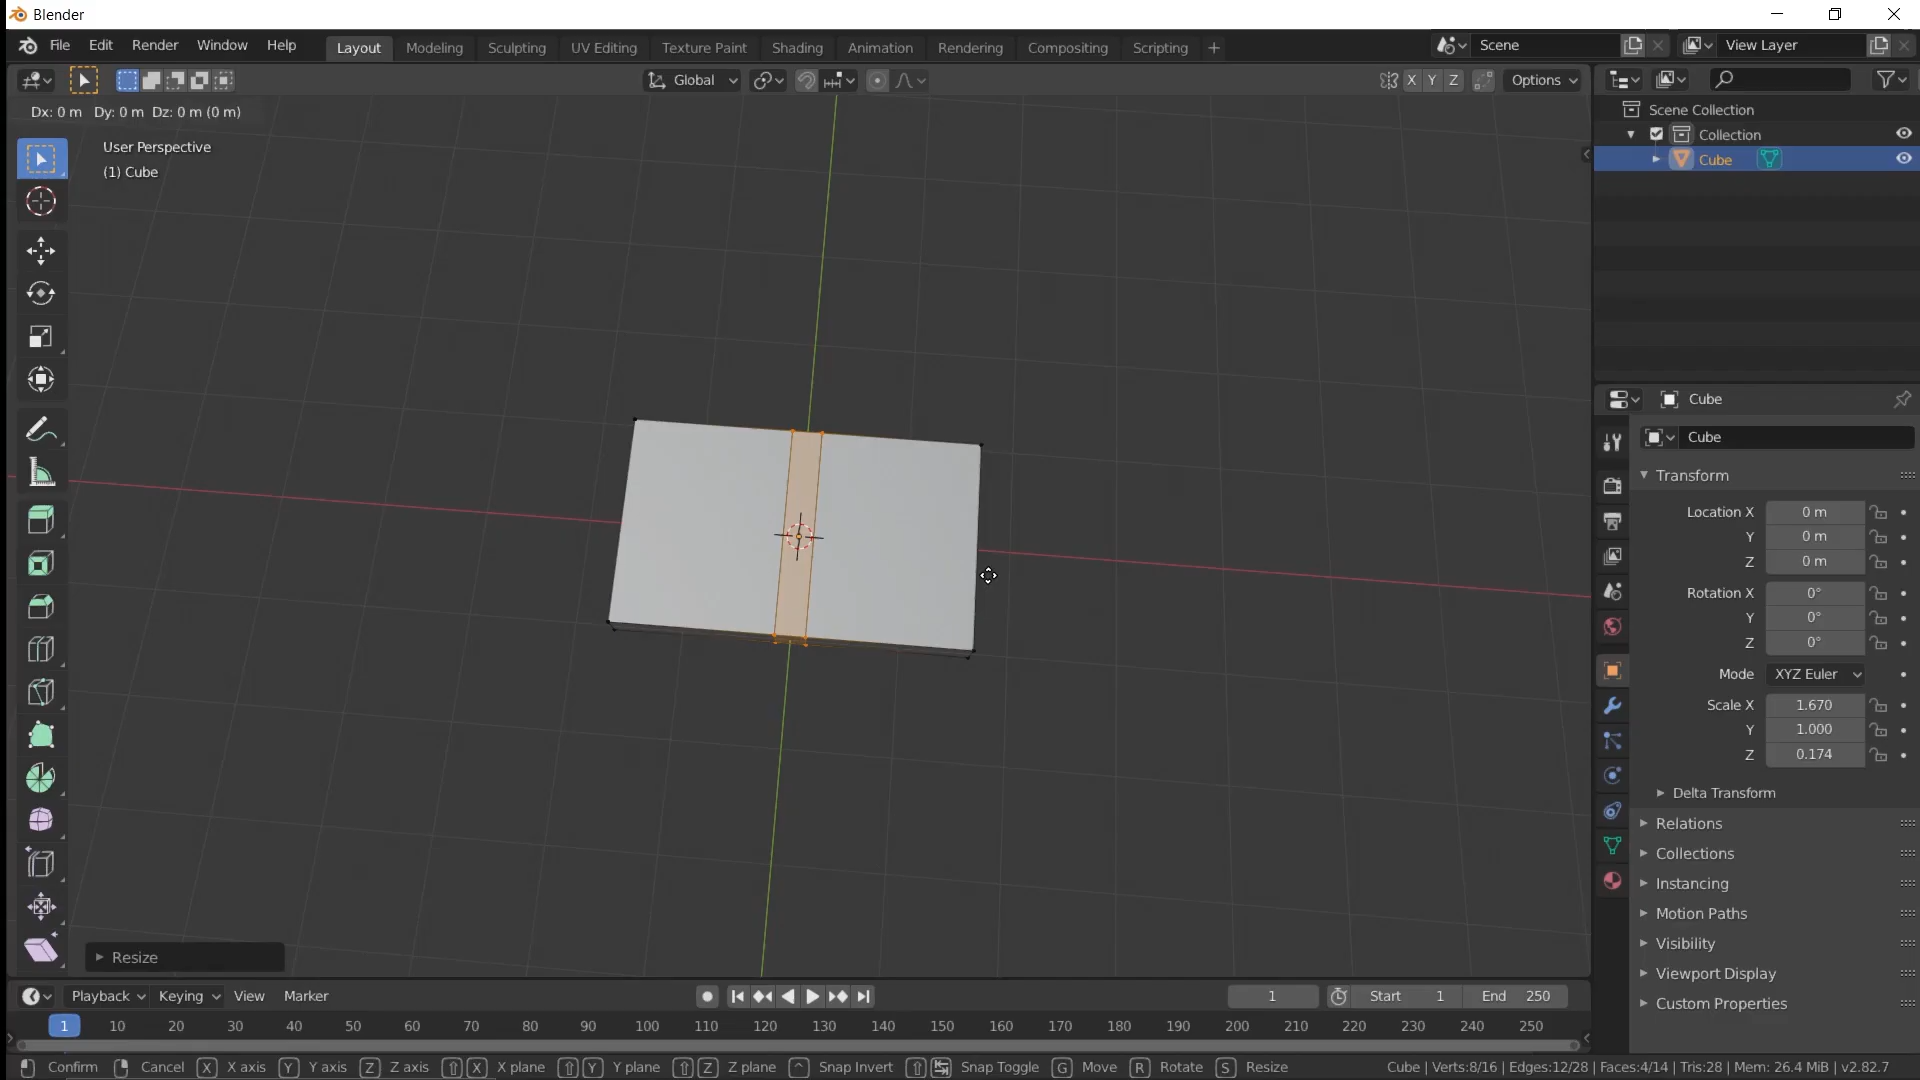 Blender
File Edit Render Window Help Layout Modeling Sculpting UV Editing Texture Paint Shading Animation Rendering Compositing Scripting + Scene View Layer
Global X Y Z Options
Dx: 0 m Dy: 0 m Dz: 0 m (0 m)
User Perspective
(1) Cube
Scene Collection
Collection
Cube
Cube
Cube
Transform
Location X 0 m
Y 0 m
Z 0 m
Rotation X 0°
Y 0°
Z 0°
Mode XYZ Euler
Scale X 1.670
Y 1.000
Z 0.174
Delta Transform
Relations
Collections
Instancing
Motion Paths
Visibility
Viewport Display
Custom Properties
Resize
Playback Keying View Marker 1 Start 1 End 250
1 10 20 30 40 50 60 70 80 90 100 110 120 130 140 150 160 170 180 190 200 210 220 230 240 250
Confirm Cancel X X axis Y Y axis Z Z axis X X plane Y Y plane Z Z plane Snap Invert Snap Toggle G Move R Rotate S Resize Cube | Verts:8/16 | Edges:12/28 | Faces:4/14 | Tris:28 | Mem: 26.4 MiB | v2.82.7